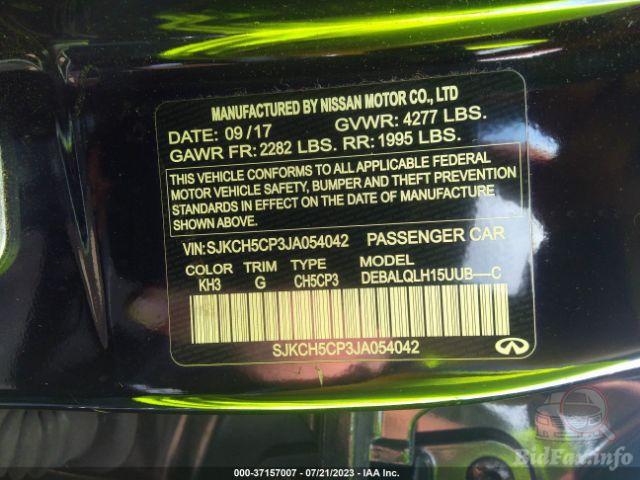 MANUFACTURED BY NISSAN MOTOR CO., LTD
DATE: 09/17 GVWR: 4277 LBS.
GAWR FR: 2282 LBS. RR: 1995 LBS.
THIS VEHICLE CONFORMS TO ALL APPLICABLE FEDERAL
MOTOR VEHICLE SAFETY, BUMPER AND THEFT PREVENTION
STANDARDS IN EFFECT ON THE DATE OF MANUFACTURE
SHOWN ABOVE.
VIN:SJKCH5CP3JA054042 PASSENGER CAR
COLOR TRIM TYPE MODEL
KH3 G CH5CP3 DEBALQLH15UUB—C
SJKCH5CP3JA054042
BidFax.info
000-37157007 - 07/21/2023 - IAA Inc.